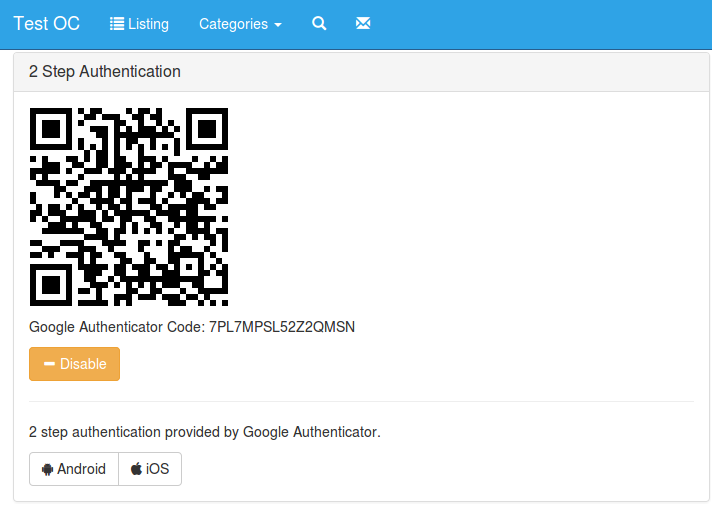 Test OC Listing Categories
2 Step Authentication
Google Authenticator Code: 7PL7MPSL52Z2QMSN
Disable
2 step authentication provided by Google Authenticator.
Android iOS